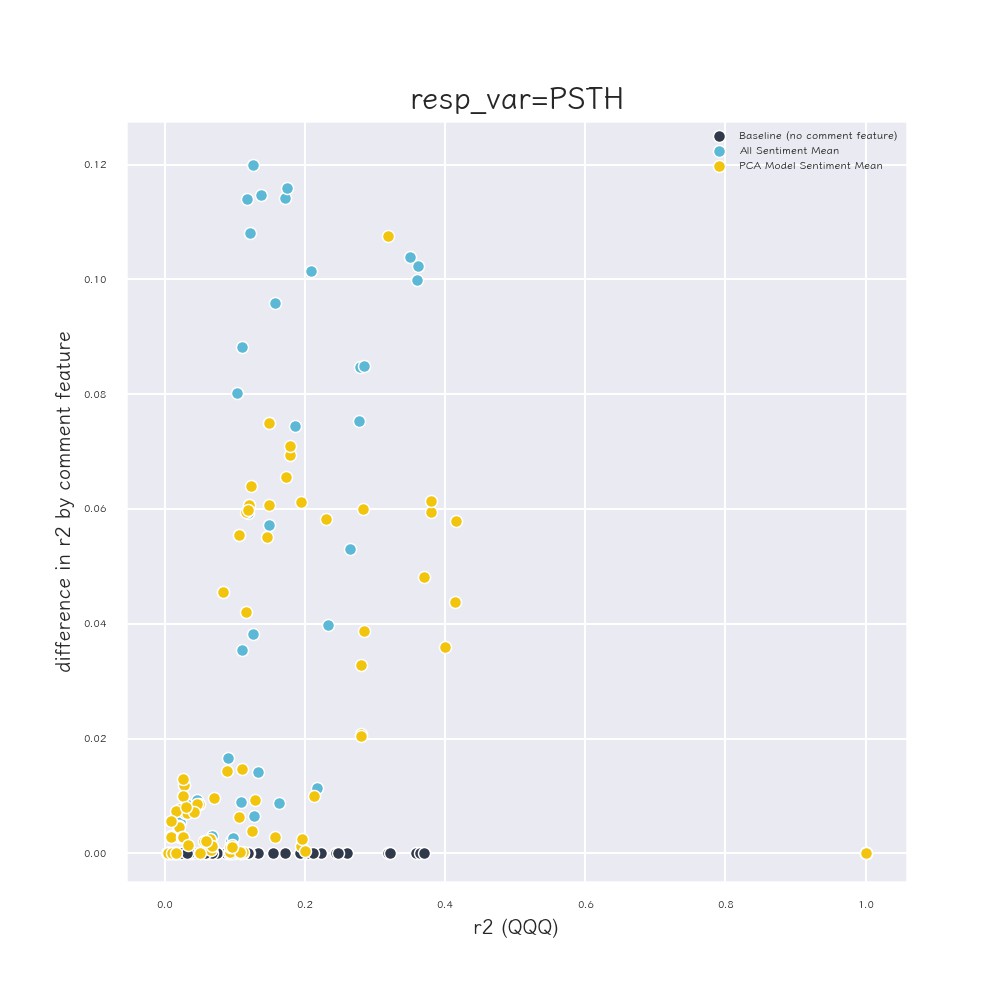 resp_var=PSTH
Baseline (no comment feature)
All Sentiment Mean
PCA Model Sentiment Mean
difference in r2 by comment feature
0.12
0.10
0.08
0.06
0.04
0.02
0.00
0.0 0.2 0.4 0.6 0.8 1.0
r2 (QQQ)